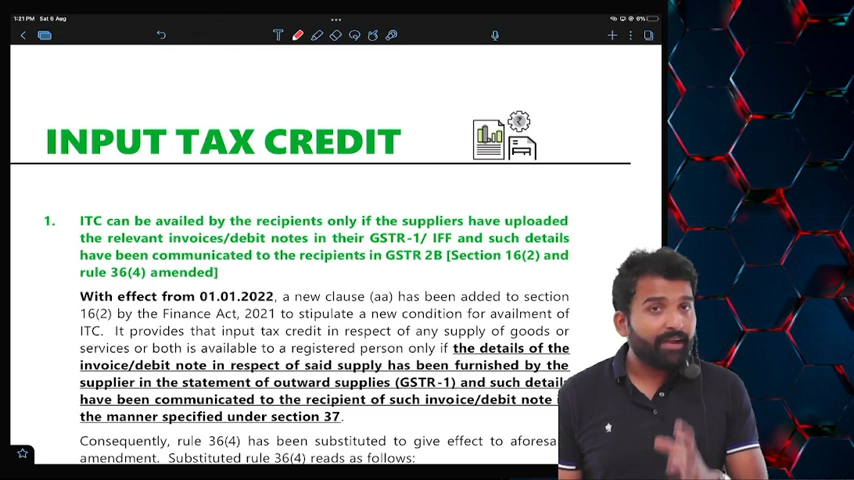 1:21 PM Sat 6 Aug
6%
T
INPUT TAX CREDIT
1. ITC can be availed by the recipients only if the suppliers have uploaded
the relevant invoices/debit notes in their GSTR-1/ IFF and such details
have been communicated to the recipients in GSTR 2B [Section 16(2) and
rule 36(4) amended]
With effect from 01.01.2022, a new clause (aa) has been added to section
16(2) by the Finance Act, 2021 to stipulate a new condition for availment of
ITC. It provides that input tax credit in respect of any supply of goods or
services or both is available to a registered person only if the details of the
invoice/debit note in respect of said supply has been furnished by the
supplier in the statement of outward supplies (GSTR-1) and such details
have been communicated to the recipient of such invoice/debit note
the manner specified under section 37.
Consequently, rule 36(4) has been substituted to give effect to
amendment. Substituted rule 36(4) reads as follows: